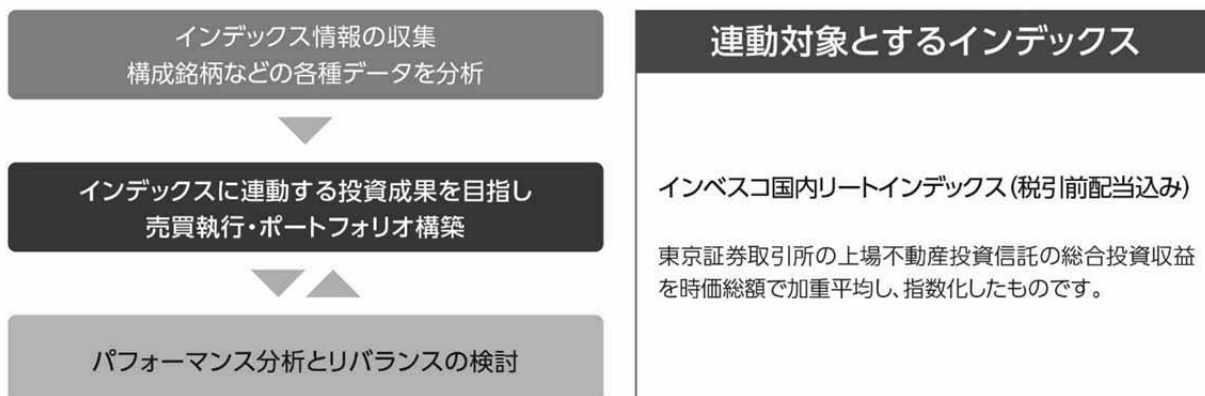 インデックス情報の収集
構成銘柄などの各種データを分析
インデックスに連動する投資成果を目指し
売買執行・ポートフォリオ構築
パフォーマンス分析とリバランスの検討
連動対象とするインデックス
インベスコ国内リートインデックス（税引前配当込み）
東京証券取引所の上場不動産投資信託の総合投資収益
を時価総額で加重平均し、指数化したものです。